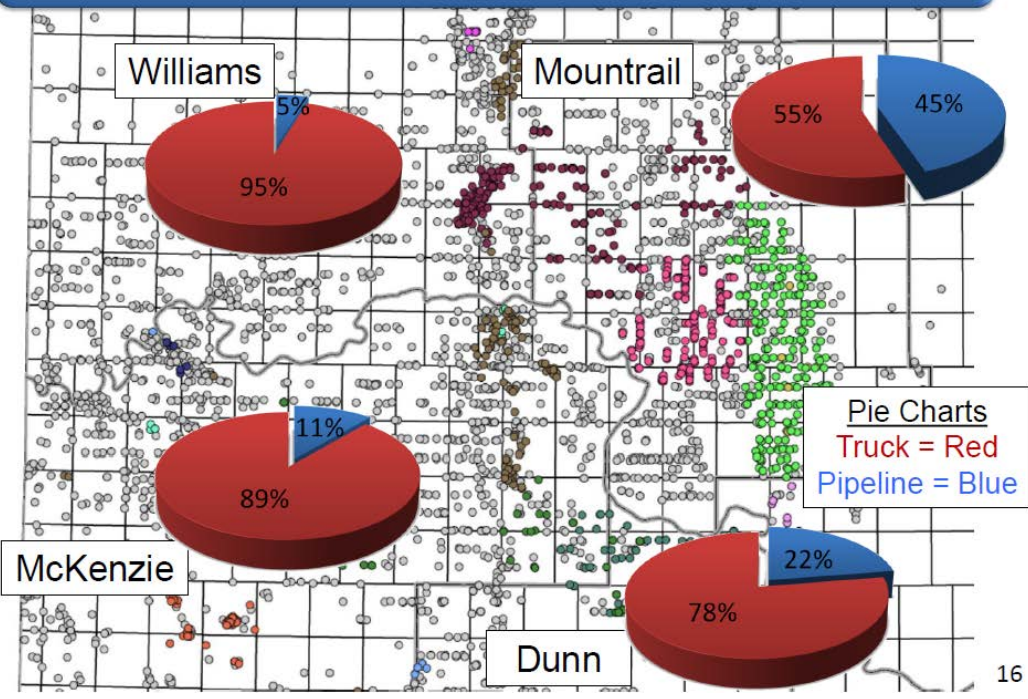 Williams
5%
95%
Mountrail
55%
45%
Pie Charts
Truck = Red
Pipeline = Blue
11%
89%
McKenzie
22%
78%
Dunn
16